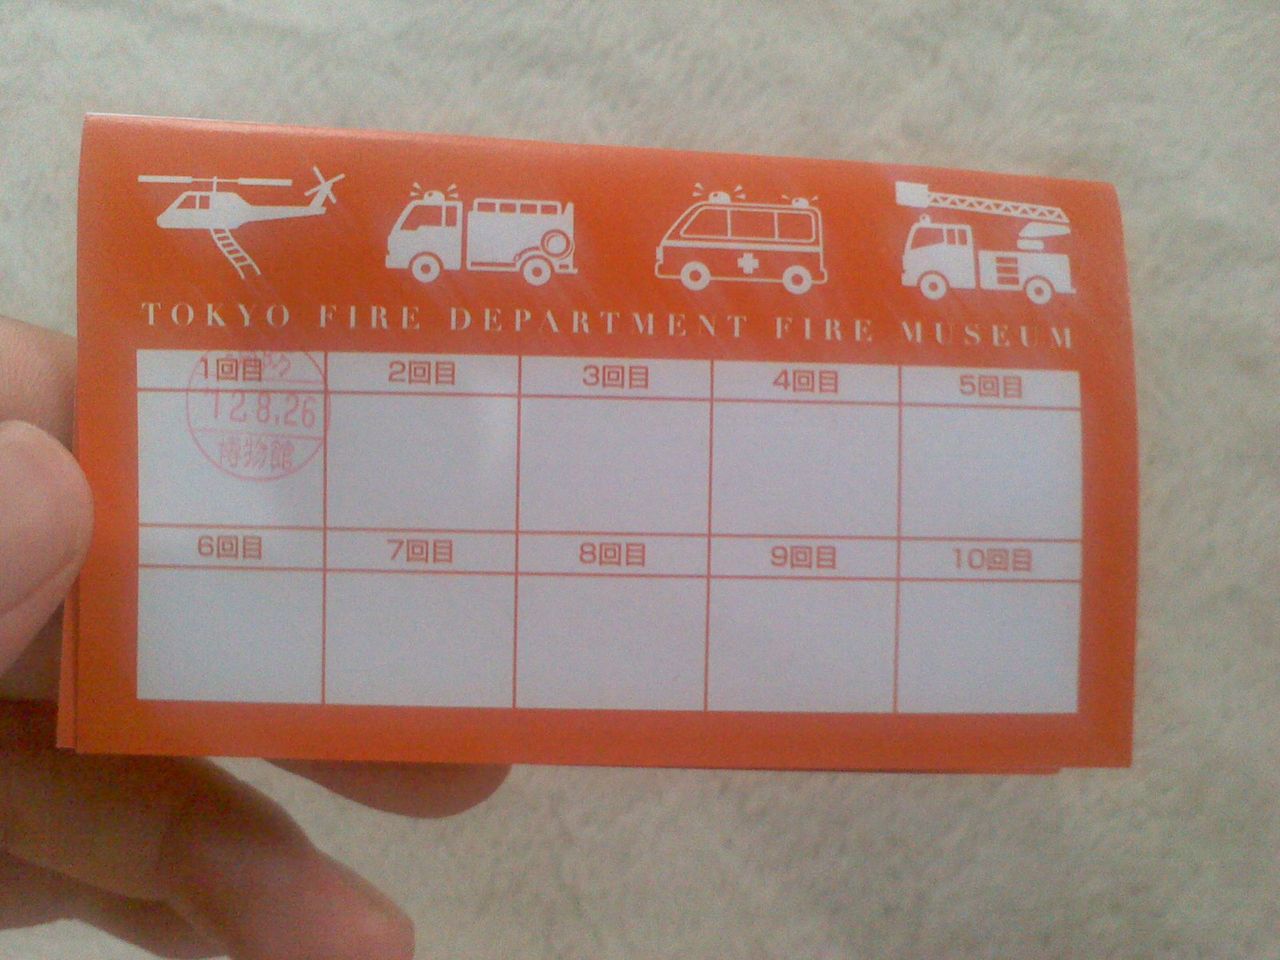 TOKYO FIRE DEPARTMENT FIRE MUSEUM
1回目 2回目 3回目 4回目 5回目
'12.8.26
博物館
6回目 7回目 8回目 9回目 10回目